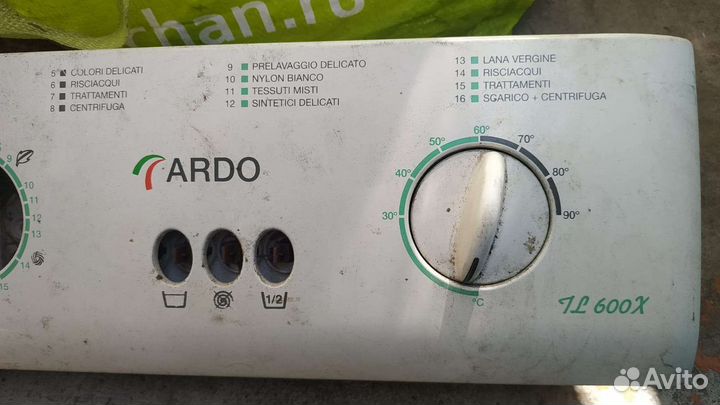 chan.ru
5 COLORI DELICATI
6 RISCIACQUI
7 TRATTAMENTI
8 CENTRIFUGA
9 PRELAVAGGIO DELICATO
10 NYLON BIANCO
11 TESSUTI MISTI
12 SINTETICI DELICATI
13 LANA VERGINE
14 RISCIACQUI
15 TRATTAMENTI
16 SCARICO + CENTRIFUGA
ARDO
9
10
11
12
13
14
15
30° 40° 50° 60° 70° 80° 90°
°C
1/2
TL 600X
Avito